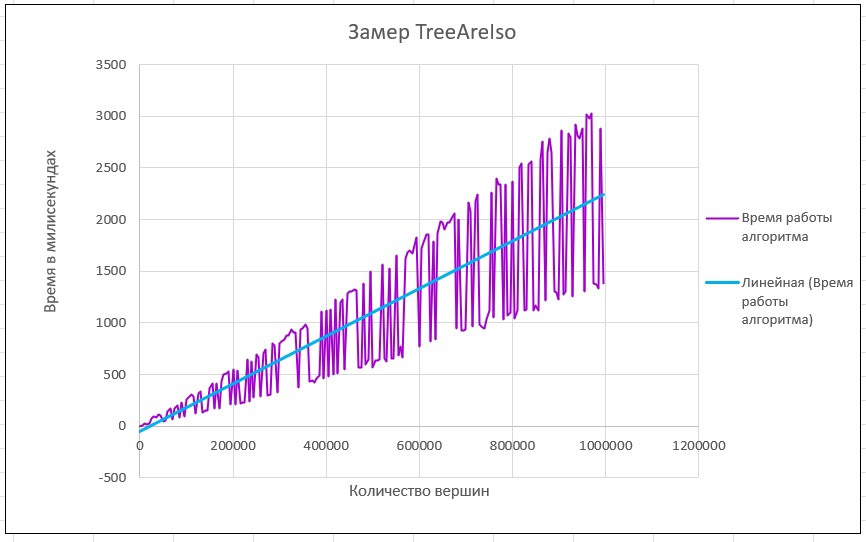 Замер TreeAreIso
3500
3000
2500
2000
1500
1000
500
0
-500
0
200000
400000
600000
800000
1000000
1200000
Время в милисекундах
Количество вершин
Время работы
алгоритма
Линейная (Время
работы
алгоритма)